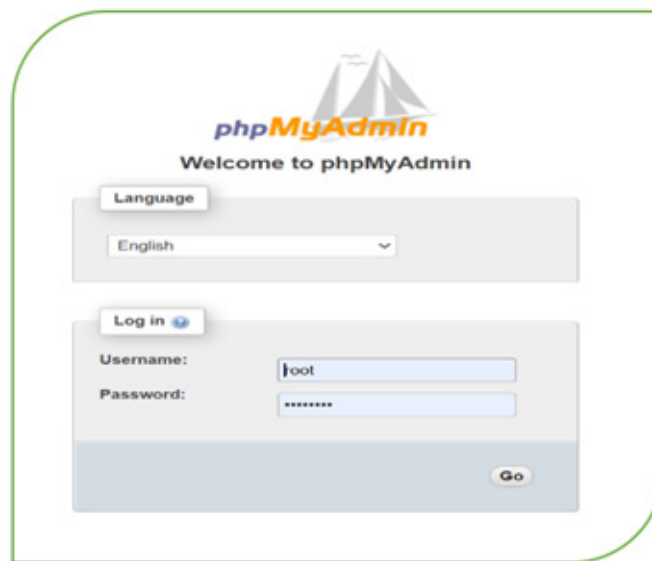 phpMyAdmin
Welcome to phpMyAdmin
Language
English
Log in
Username:
root
Password:
••••••••
Go